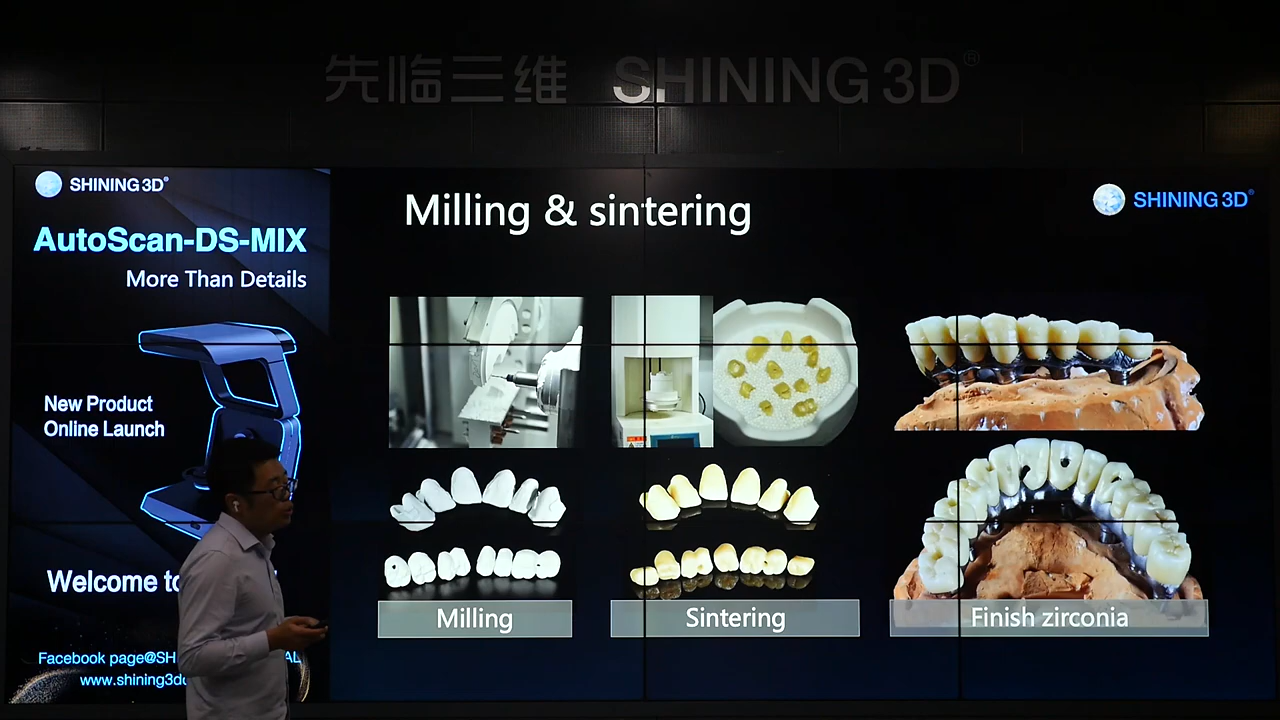 先临三维 SHINING 3D®
SHINING 3D®
AutoScan-DS-MIX
More Than Details
New Product
Online Launch
Welcome to
Facebook page@SH
www.shining3d
Milling & sintering
SHINING 3D®
Milling
Sintering
Finish zirconia